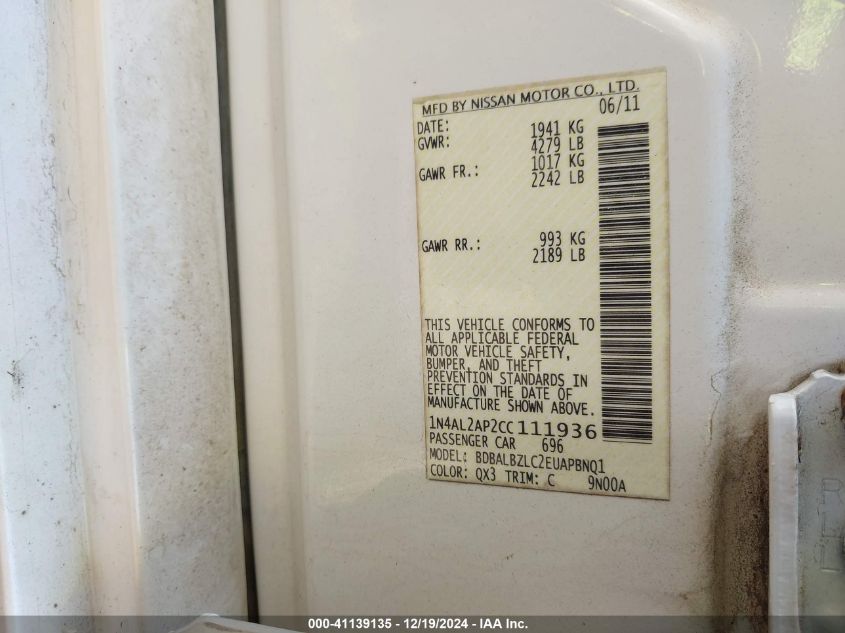 MFD BY NISSAN MOTOR CO., LTD.
DATE: 06/11
GVWR: 1941 KG
4279 LB
GAWR FR.: 1017 KG
2242 LB
GAWR RR.: 993 KG
2189 LB
THIS VEHICLE CONFORMS TO
ALL APPLICABLE FEDERAL
MOTOR VEHICLE SAFETY,
BUMPER, AND THEFT
PREVENTION STANDARDS IN
EFFECT ON THE DATE OF
MANUFACTURE SHOWN ABOVE.
1N4AL2AP2CC111936
PASSENGER CAR 696
MODEL: BDBALBZLC2EUAPBNQ1
COLOR: QX3 TRIM: C 9N00A
000-41139135 - 12/19/2024 - IAA Inc.